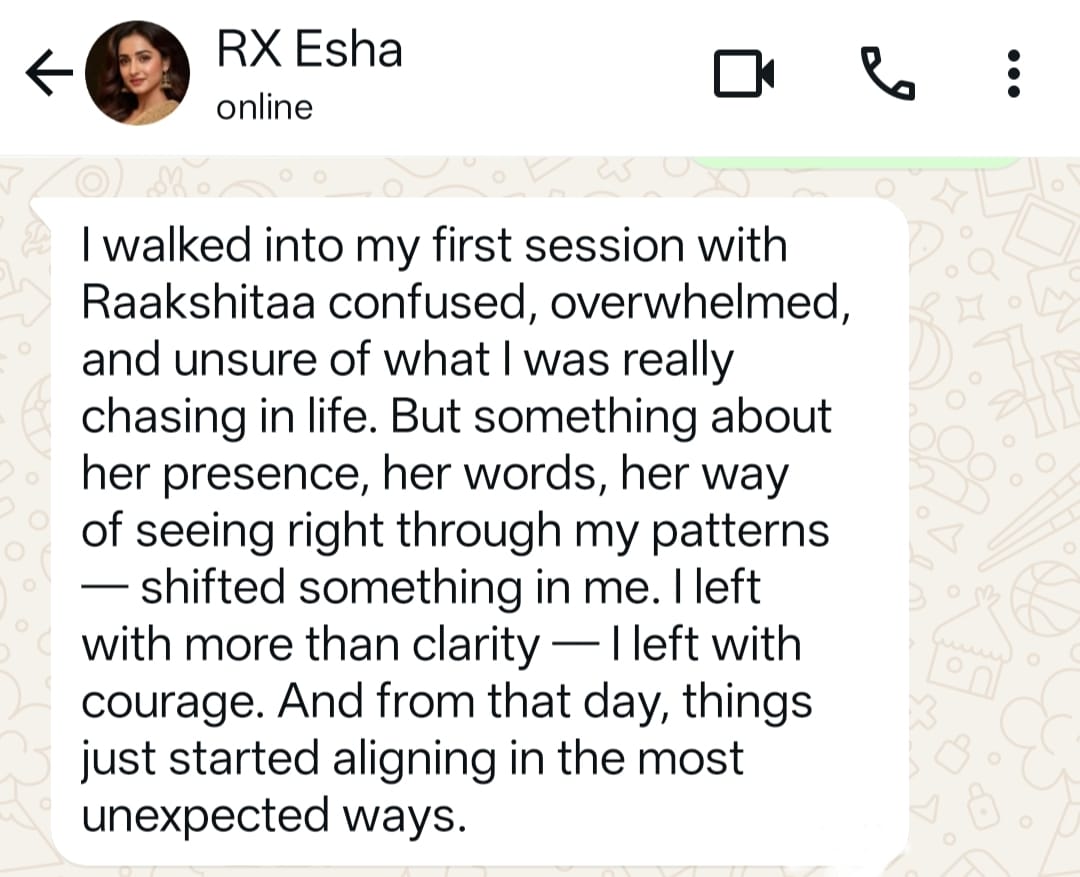 RX Esha
online
I walked into my first session with
Raakshitaa confused, overwhelmed,
and unsure of what I was really
chasing in life. But something about
her presence, her words, her way
of seeing right through my patterns
— shifted something in me. I left
with more than clarity — I left with
courage. And from that day, things
just started aligning in the most
unexpected ways.